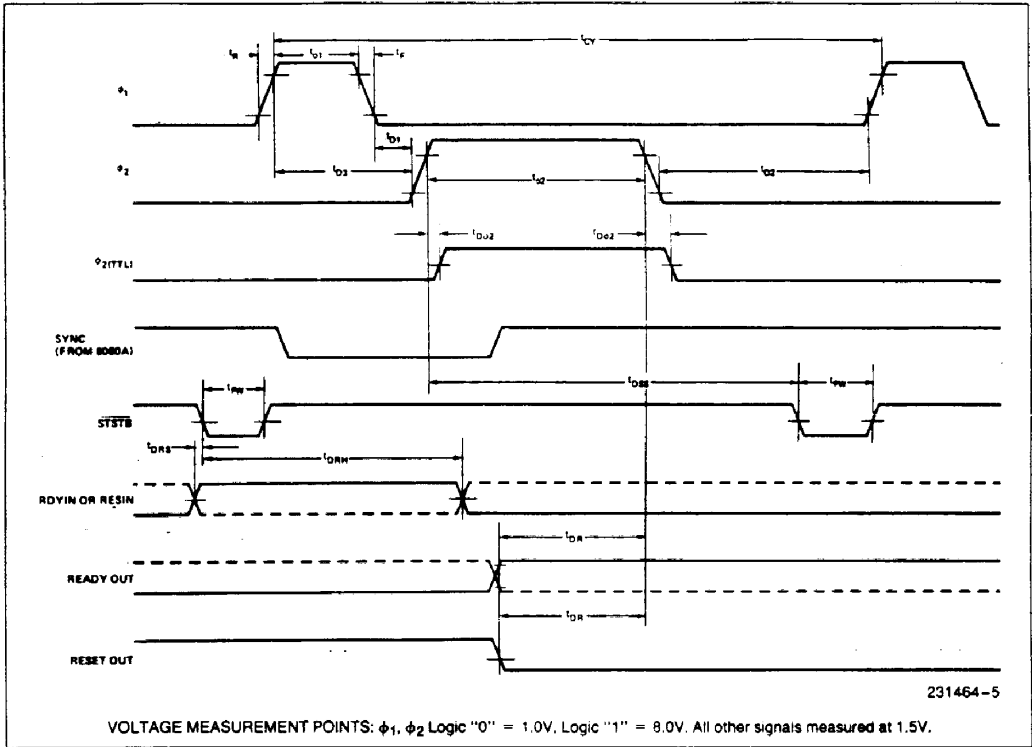 tR
tϕ1
tF
tCY
ϕ1
tD1
tD3
tϕ2
tD2
ϕ2
tDϕ2
tDϕ2
ϕ2(TTL)
SYNC
(FROM 8080A)
tDSS
tPW
tPW
STSTB
tDRS
tDRH
RDYIN OR RESIN
tDR
READY OUT
tDR
RESET OUT
231464-5
VOLTAGE MEASUREMENT POINTS: ϕ1, ϕ2 Logic "0" = 1.0V, Logic "1" = 8.0V. All other signals measured at 1.5V.